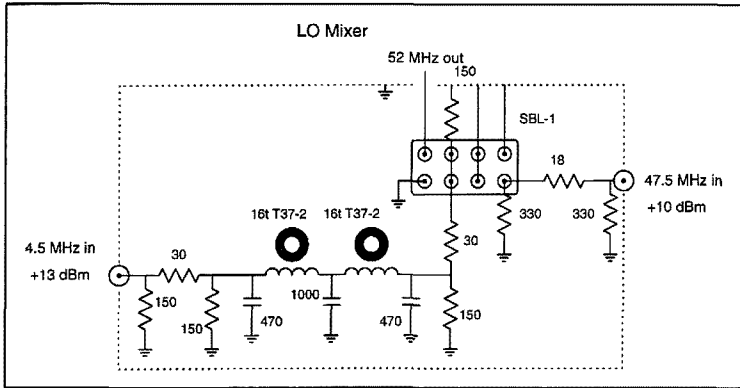 LO Mixer
52 MHz out
150
SBL-1
18
47.5 MHz in
+10 dBm
330
330
16t T37-2
16t T37-2
30
4.5 MHz in
+13 dBm
30
150
150
470
1000
470
150